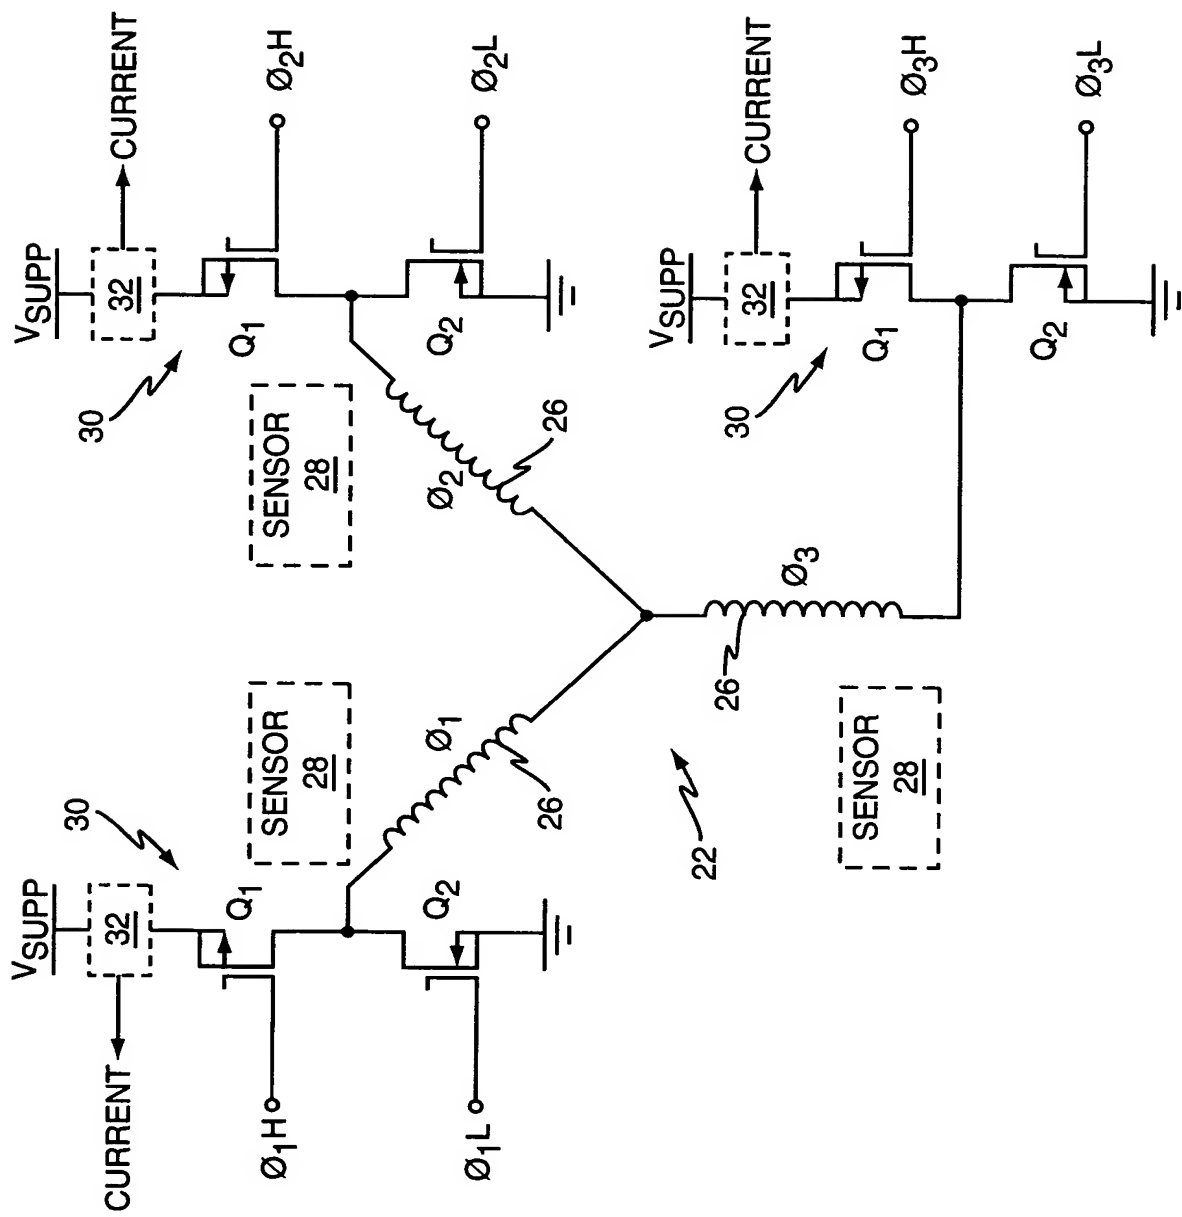 CURRENT
VSUPP
32
30
Q1
Q2
Ø1H
Ø1L
SENSOR
28
Ø1
26
CURRENT
VSUPP
32
30
Q1
Q2
Ø2H
Ø2L
SENSOR
28
Ø2
26
22
SENSOR
28
Ø3
26
CURRENT
VSUPP
32
30
Q1
Q2
Ø3H
Ø3L